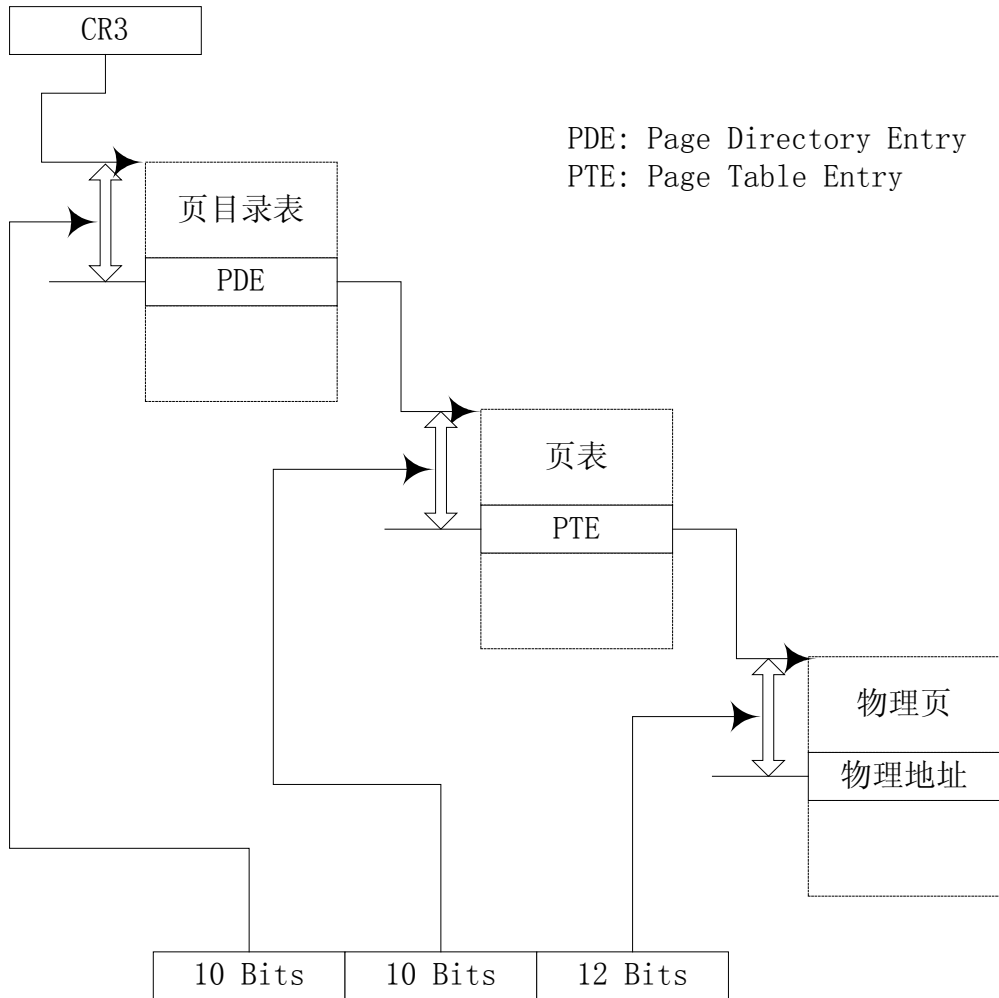 CR3
PDE: Page Directory Entry
PTE: Page Table Entry
页目录表
PDE
页表
PTE
物理页
物理地址
10 Bits 10 Bits 12 Bits